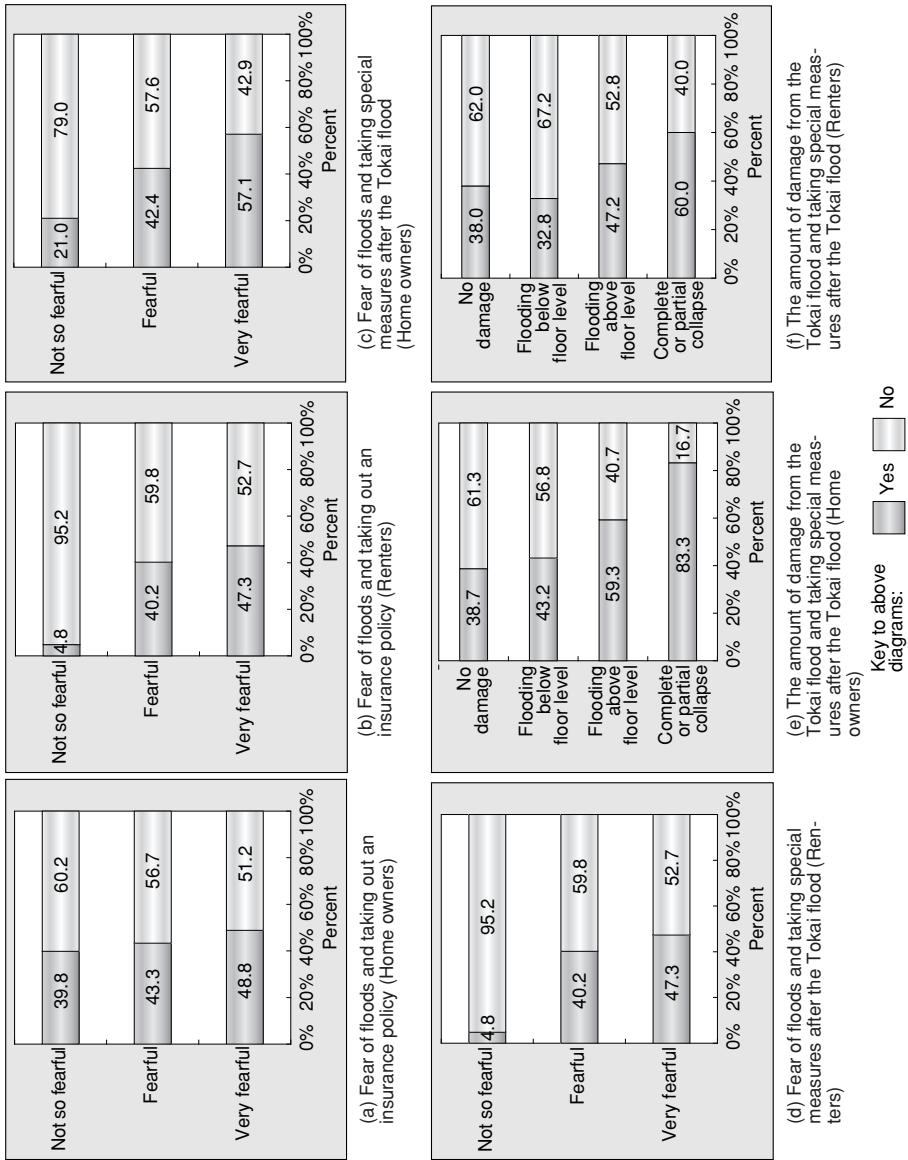 Not so fearful
39.8
60.2
Fearful
43.3
56.7
Very fearful
48.8
51.2
0% 20% 40% 60% 80%100%
Percent
(a) Fear of floods and taking out an
insurance policy (Home owners)
Not so fearful
4.8
95.2
Fearful
40.2
59.8
Very fearful
47.3
52.7
0% 20% 40% 60% 80% 100%
Percent
(b) Fear of floods and taking out an
insurance policy (Renters)
Not so fearful
21.0
79.0
Fearful
42.4
57.6
Very fearful
57.1
42.9
0% 20% 40% 60% 80%100%
Percent
(c) Fear of floods and taking special
measures after the Tokai flood
(Home owners)
Not so fearful
4.8
95.2
Fearful
40.2
59.8
Very fearful
47.3
52.7
0% 20% 40% 60% 80%100%
Percent
(d) Fear of floods and taking special
measures after the Tokai flood (Ren-
ters)
No
damage
38.7
61.3
Flooding
below
floor level
43.2
56.8
Flooding
above
floor level
59.3
40.7
Complete
or partial
collapse
83.3
16.7
0% 20% 40% 60% 80% 100%
Percent
(e) The amount of damage from the
Tokai flood and taking special meas-
ures after the Tokai flood (Home
owners)
No
damage
38.0
62.0
Flooding
below
floor level
32.8
67.2
Flooding
above
floor level
47.2
52.8
Complete
or partial
collapse
60.0
40.0
0% 20% 40% 60% 80% 100%
Percent
(f) The amount of damage from the
Tokai flood and taking special meas-
ures after the Tokai flood (Renters)
Key to above
diagrams:
Yes
No